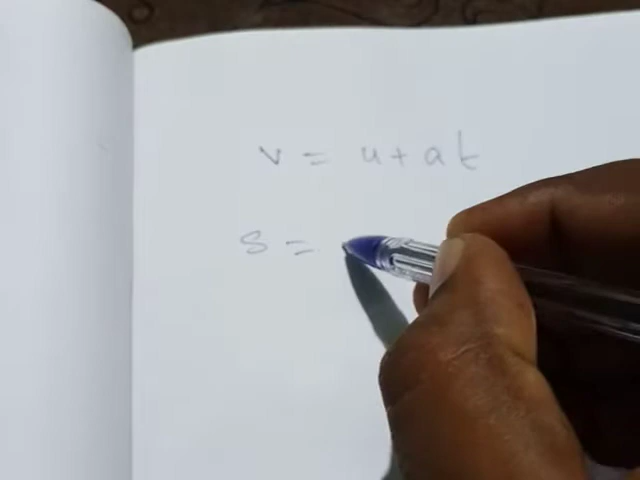 v = u + at
s =